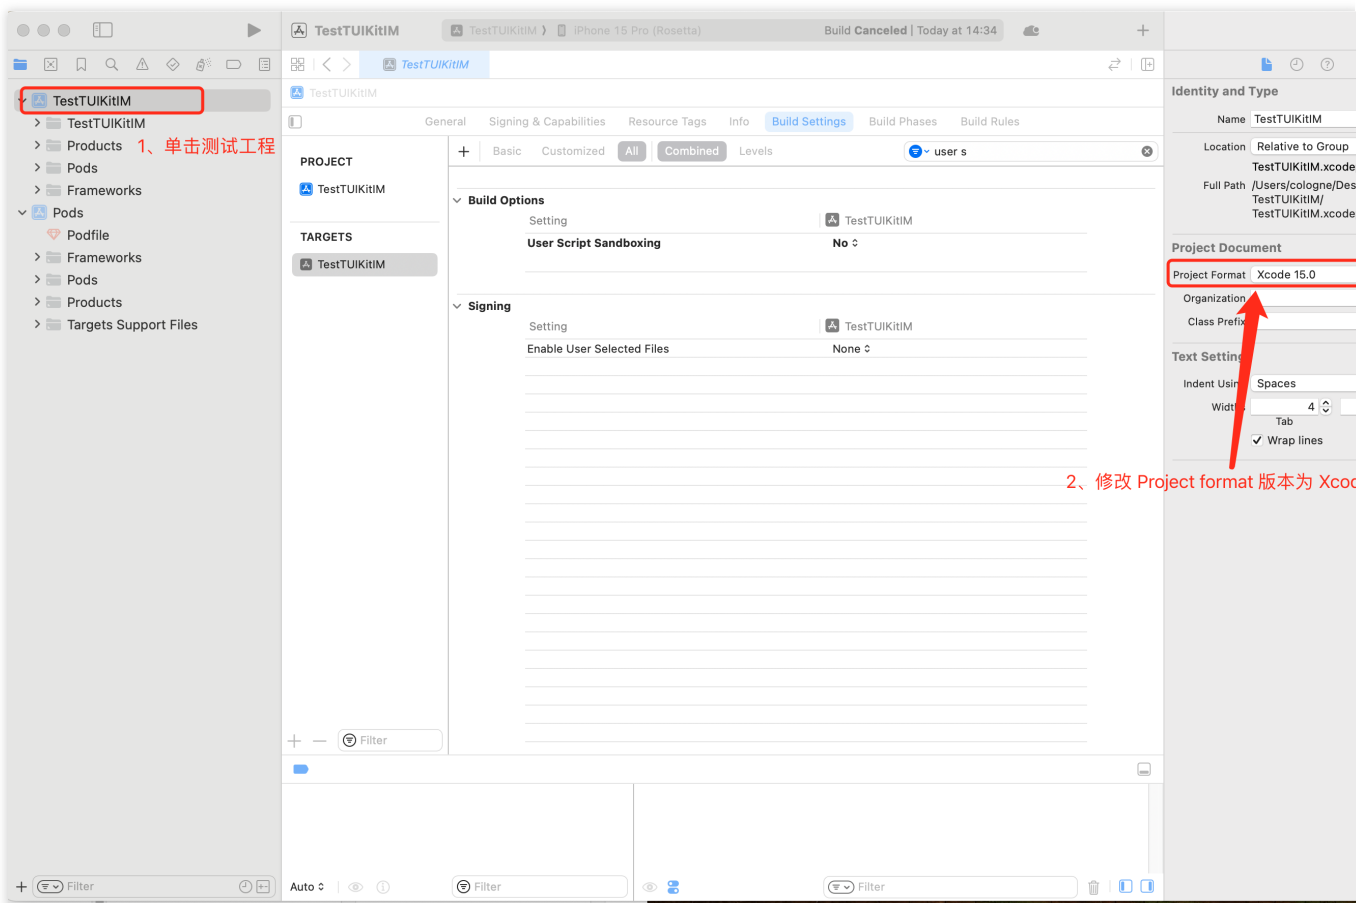 TestTUIKitIM
TestTUIKitIM ⟩ iPhone 15 Pro (Rosetta)
Build Canceled | Today at 14:34
TestTUIKitIM
TestTUIKitIM
TestTUIKitIM
TestTUIKitIM
Products
1、单击测试工程
Pods
Frameworks
Pods
Podfile
Frameworks
Pods
Products
Targets Support Files
Filter
General
Signing & Capabilities
Resource Tags
Info
Build Settings
Build Phases
Build Rules
PROJECT
TestTUIKitIM
TARGETS
TestTUIKitIM
Filter
Basic
Customized
All
Combined
Levels
user s
Build Options
Setting
TestTUIKitIM
User Script Sandboxing
No
Signing
Setting
TestTUIKitIM
Enable User Selected Files
None
Auto
Filter
Filter
Identity and Type
Name TestTUIKitIM
Location Relative to Group
TestTUIKitIM.xcode
Full Path /Users/cologne/Des
TestTUIKitIM/
TestTUIKitIM.xcode
Project Document
Project Format Xcode 15.0
Organization
Class Prefix
Text Setting
Indent Usin Spaces
Width 4
Tab
Wrap lines
2、修改 Project format 版本为 Xcod